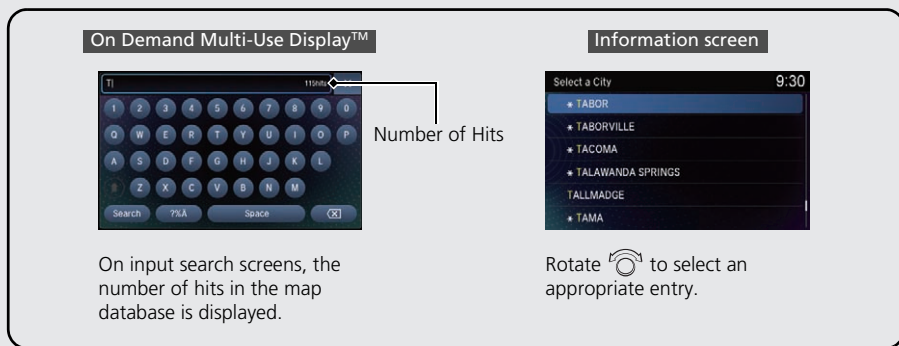 On Demand Multi-Use Display™
Information screen
T|
115hits
1 2 3 4 5 6 7 8 9 0
Q W E R T Y U I O P
A S D F G H J K L
Z X C V B N M
Search ?%Ä Space
Number of Hits
Select a City 9:30
* TABOR
* TABORVILLE
* TACOMA
* TALAWANDA SPRINGS
TALLMADGE
* TAMA
On input search screens, the
number of hits in the map
database is displayed.
Rotate to select an
appropriate entry.